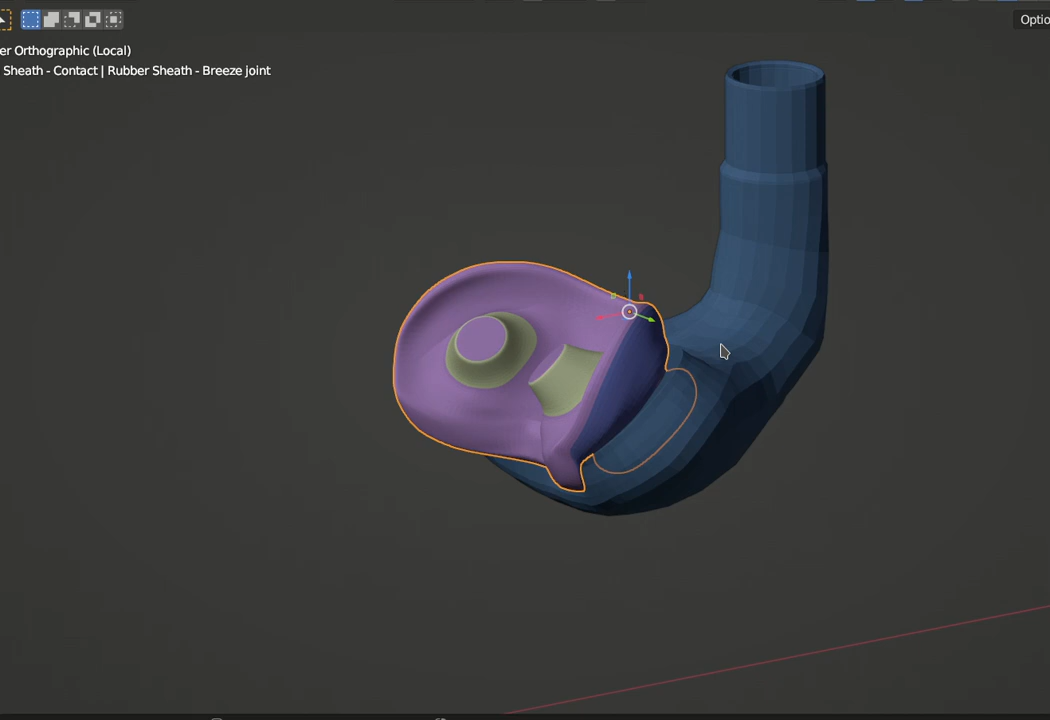 Optio
er Orthographic (Local)
Sheath - Contact | Rubber Sheath - Breeze joint